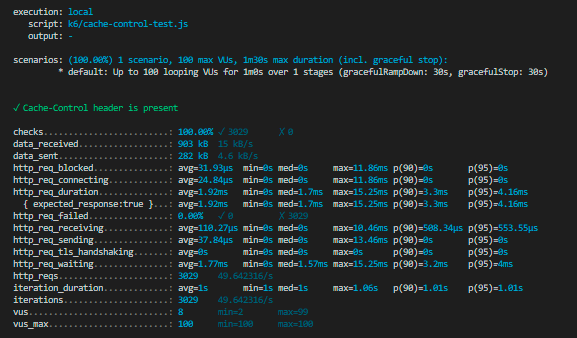 execution: local
script: k6/cache-control-test.js
output: -
scenarios: (100.00%) 1 scenario, 100 max VUs, 1m30s max duration (incl. graceful stop):
* default: Up to 100 looping VUs for 1m0s over 1 stages (gracefulRampDown: 30s, gracefulStop: 30s)
✓ Cache-Control header is present
checks.........................: 100.00% ✓ 3029 ✗ 0
data_received..................: 903 kB 15 kB/s
data_sent......................: 282 kB 4.6 kB/s
http_req_blocked...............: avg=31.93µs min=0s med=0s max=11.86ms p(90)=0s p(95)=0s
http_req_connecting............: avg=24.84µs min=0s med=0s max=11.86ms p(90)=0s p(95)=0s
http_req_duration..............: avg=1.92ms min=0s med=1.7ms max=15.25ms p(90)=3.3ms p(95)=4.16ms
{ expected_response:true }...: avg=1.92ms min=0s med=1.7ms max=15.25ms p(90)=3.3ms p(95)=4.16ms
http_req_failed................: 0.00% ✓ 0 ✗ 3029
http_req_receiving.............: avg=110.27µs min=0s med=0s max=10.46ms p(90)=508.34µs p(95)=553.55µs
http_req_sending...............: avg=37.84µs min=0s med=0s max=13.46ms p(90)=0s p(95)=0s
http_req_tls_handshaking.......: avg=0s min=0s med=0s max=0s p(90)=0s p(95)=0s
http_req_waiting...............: avg=1.77ms min=0s med=1.57ms max=15.25ms p(90)=3.2ms p(95)=4ms
http_reqs......................: 3029 49.642316/s
iteration_duration.............: avg=1s min=1s med=1s max=1.06s p(90)=1.01s p(95)=1.01s
iterations.....................: 3029 49.642316/s
vus............................: 8 min=2 max=99
vus_max........................: 100 min=100 max=100